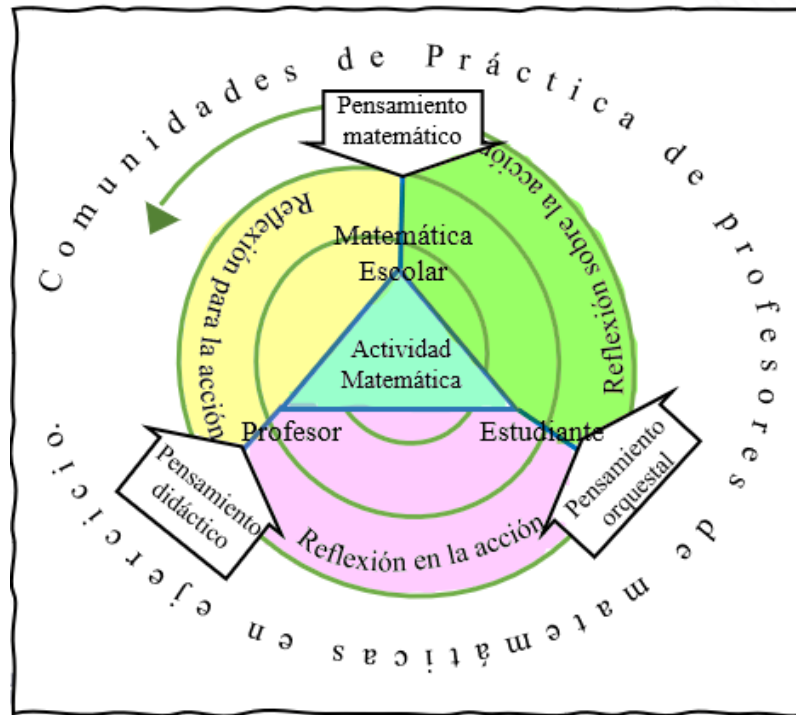 Comunidades de Práctica de profesores de matemáticas en ejercicio.
Pensamiento
matemático
Reflexión para la acción
Reflexión sobre la acción
Matemática
Escolar
Actividad
Matemática
Profesor
Estudiante
Pensamiento
didáctico
Pensamiento
orquestal
Reflexión en la acción